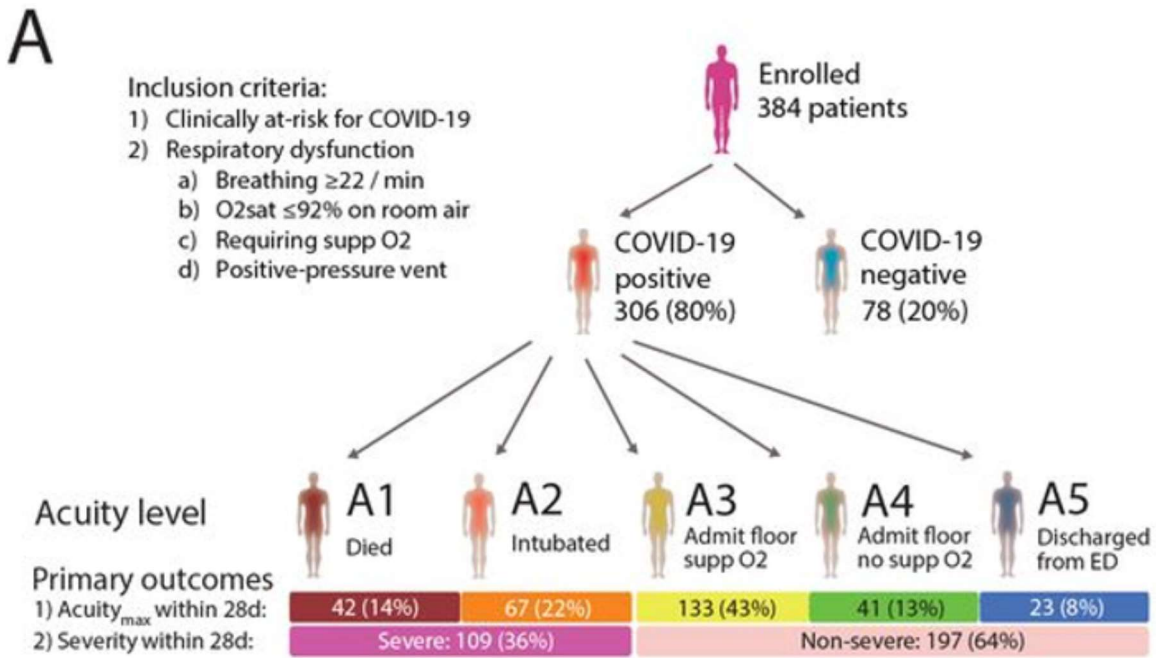 A
Inclusion criteria:
1) Clinically at-risk for COVID-19
2) Respiratory dysfunction
a) Breathing ≥22 / min
b) O2sat ≤92% on room air
c) Requiring supp O2
d) Positive-pressure vent
Enrolled
384 patients
COVID-19
positive
306 (80%)
COVID-19
negative
78 (20%)
Acuity level
A1
Died
A2
Intubated
A3
Admit floor
supp O2
A4
Admit floor
no supp O2
A5
Discharged
from ED
Primary outcomes
1) Acuitymax within 28d: 42 (14%) 67 (22%) 133 (43%) 41 (13%) 23 (8%)
2) Severity within 28d: Severe: 109 (36%) Non-severe: 197 (64%)